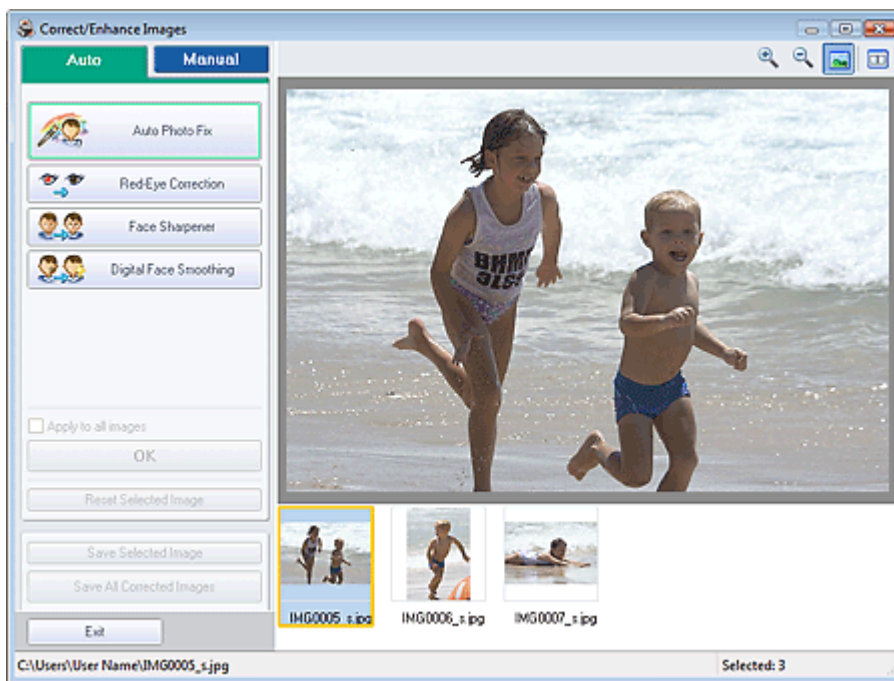 Correct/Enhance Images
Auto
Manual
Auto Photo Fix
Red-Eye Correction
Face Sharpener
Digital Face Smoothing
Apply to all images
OK
Reset Selected Image
Save Selected Image
Save All Corrected Images
Exit
IMG0005_s.jpg
IMG0006_s.jpg
IMG0007_s.jpg
C:\Users\User Name\IMG0005_s.jpg
Selected: 3